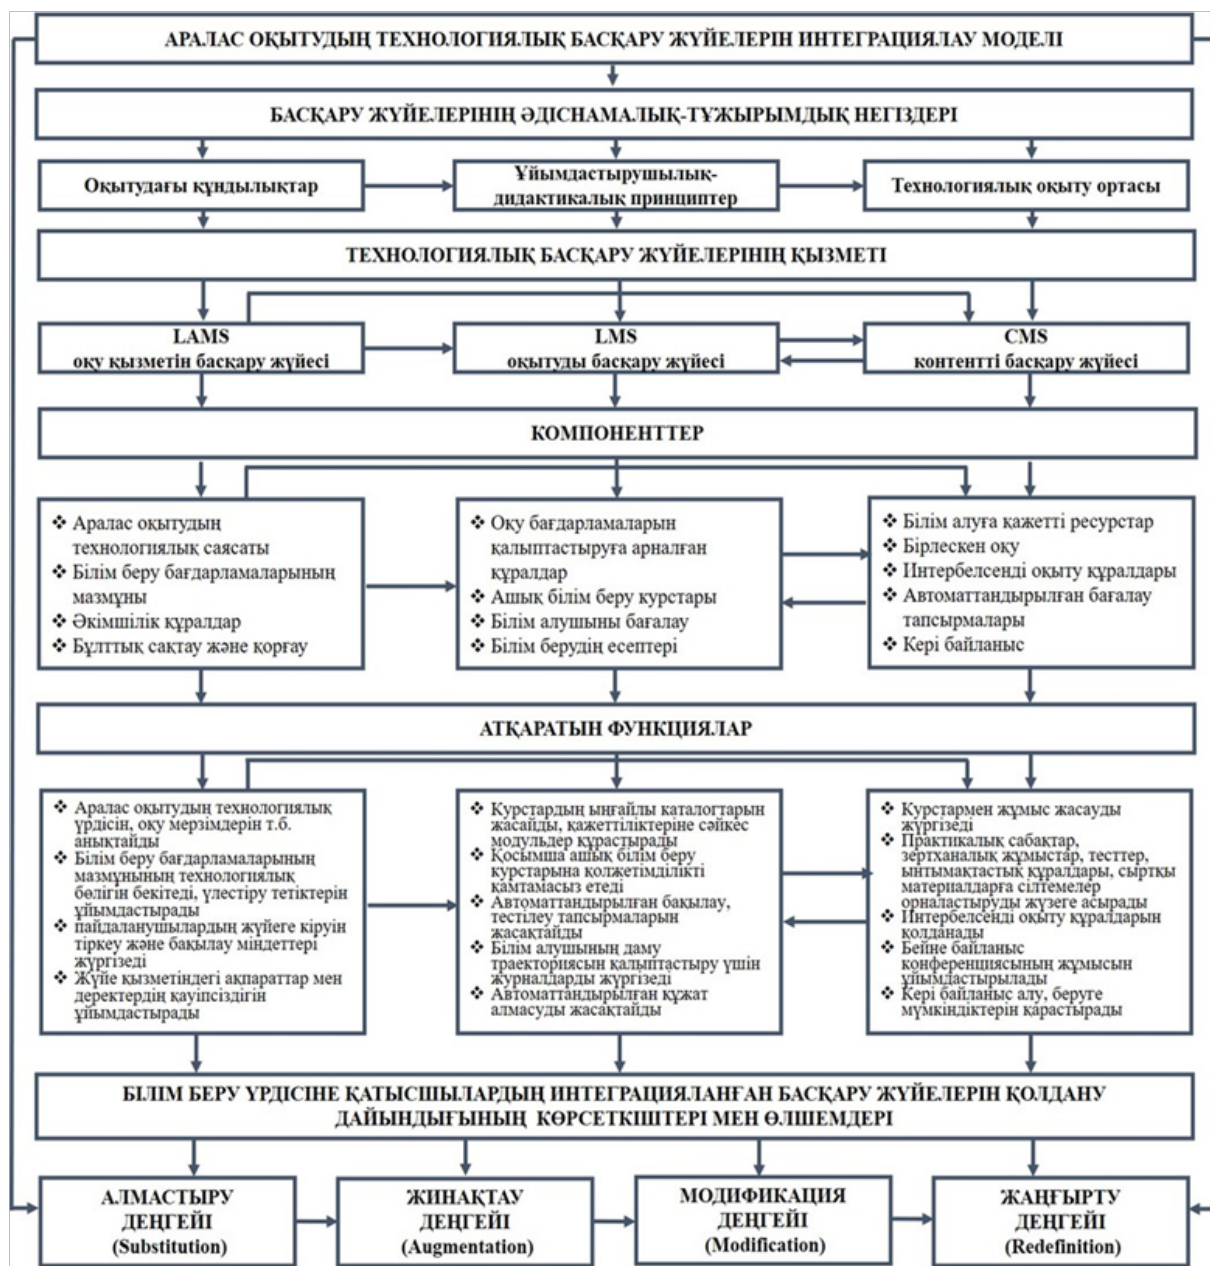 АРАЛАС ОҚЫТУДЫҢ ТЕХНОЛОГИЯЛЫҚ БАСҚАРУ ЖҮЙЕЛЕРІН ИНТЕГРАЦИЯЛАУ МОДЕЛІ
БАСҚАРУ ЖҮЙЕЛЕРІНІҢ ӘДІСНАМАЛЫҚ-ТҰЖЫРЫМДЫҚ НЕГІЗДЕРІ
Оқытудағы құндылықтар
Ұйымдастырушылық-
дидактикалық принциптер
Технологиялық оқыту ортасы
ТЕХНОЛОГИЯЛЫҚ БАСҚАРУ ЖҮЙЕЛЕРІНІҢ ҚЫЗМЕТІ
LAMS
оқу қызметін басқару жүйесі
LMS
оқытуды басқару жүйесі
CMS
контентті басқару жүйесі
КОМПОНЕНТТЕР
❖ Аралас оқытудың
технологиялық саясаты
❖ Білім беру бағдарламаларының
мазмұны
❖ Әкімшілік құралдар
❖ Бұлттық сақтау және қорғау
❖ Оқу бағдарламаларын
қалыптастыруға арналған
құралдар
❖ Ашық білім беру курстары
❖ Білім алушыны бағалау
❖ Білім берудің есептері
❖ Білім алуға қажетті ресурстар
❖ Бірлескен оқу
❖ Интербелсенді оқыту құралдары
❖ Автоматтандырылған бағалау
тапсырмалары
❖ Кері байланыс
АТҚАРАТЫН ФУНКЦИЯЛАР
❖ Аралас оқытудың технологиялық
үрдісін, оқу мерзімдерін т.б.
анықтайды
❖ Білім беру бағдарламаларының
мазмұнының технологиялық
бөлігін бекітеді, үлестіру тетіктерін
ұйымдастырады
❖ пайдаланушылардың жүйеге кіруін
тіркеу және бақылау міндеттері
жүргізеді
❖ Жүйе қызметіндегі ақпараттар мен
деректердің қауіпсіздігін
ұйымдастырады
❖ Курстардың ыңғайлы каталогтарын
жасайды, қажеттіліктеріне сәйкес
модульдер құрастырады
❖ Қосымша ашық білім беру
курстарына қолжетімділікті
қамтамасыз етеді
❖ Автоматтандырылған бақылау,
тестілеу тапсырмаларын
жасақтайды
❖ Білім алушының даму
траекториясын қалыптастыру үшін
журналдарды жүргізеді
❖ Автоматтандырылған құжат
алмасуды жасақтайды
❖ Курстармен жұмыс жасауды
жүргізеді
❖ Практикалық сабақтар,
зертханалық жұмыстар, тесттер,
ынтымақтастық құралдары, сыртқы
материалдарға сілтемелер
орналастыруды жүзеге асырады
❖ Интербелсенді оқыту құралдарын
қолданады
❖ Бейне байланыс
конференциясының жұмысын
ұйымдастырылады
❖ Кері байланыс алу, беруге
мүмкіндіктерін қарастырады
БІЛІМ БЕРУ ҮРДІСІНЕ ҚАТЫСШЫЛАРДЫҢ ИНТЕГРАЦИЯЛАНҒАН БАСҚАРУ ЖҮЙЕЛЕРІН ҚОЛДАНУ
ДАЙЫНДЫҒЫНЫҢ КӨРСЕТКІШТЕРІ МЕН ӨЛШЕМДЕРІ
АЛМАСТЫРУ
ДЕҢГЕЙІ
(Substitution)
ЖИНАҚТАУ
ДЕҢГЕЙІ
(Augmentation)
МОДИФИКАЦИЯ
ДЕҢГЕЙІ
(Modification)
ЖАҢҒЫРТУ
ДЕҢГЕЙІ
(Redefinition)